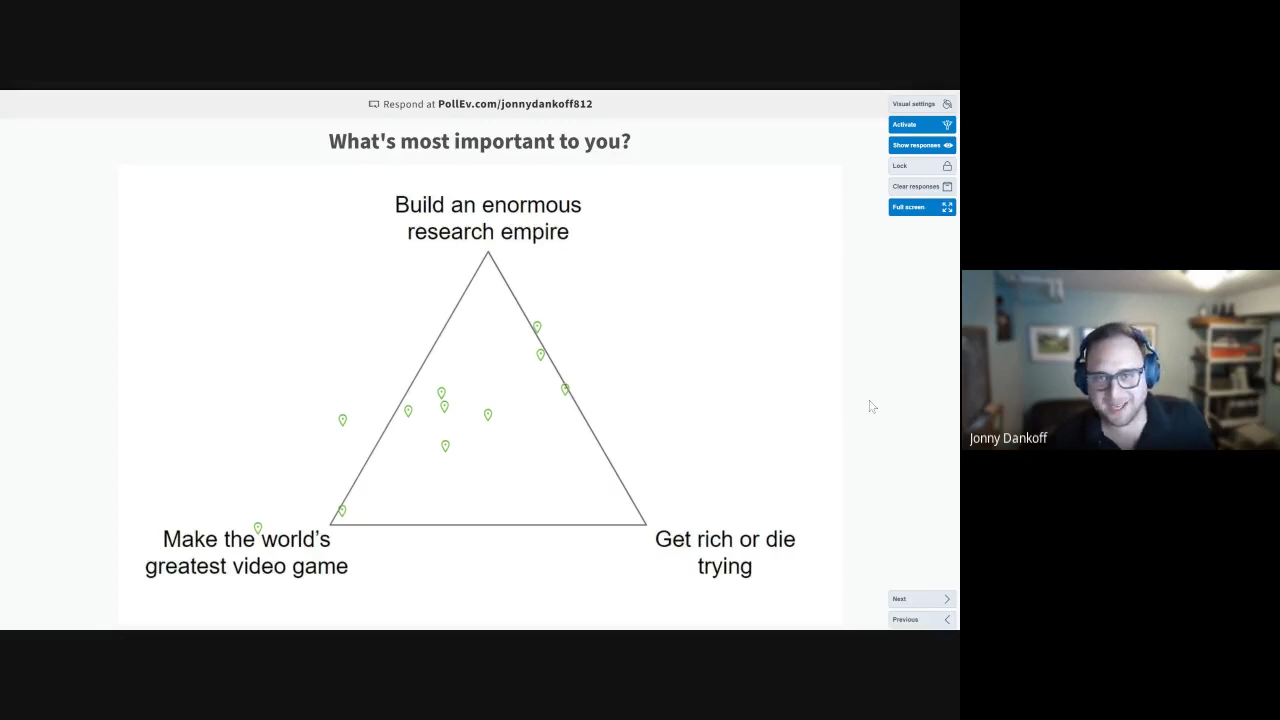 Respond at PollEv.com/jonnydankoff812
Visual settings
Activate
Show responses
Lock
Clear responses
Full screen
What's most important to you?
Build an enormous
research empire
Make the world's
greatest video game
Get rich or die
trying
Jonny Dankoff
Next
Previous